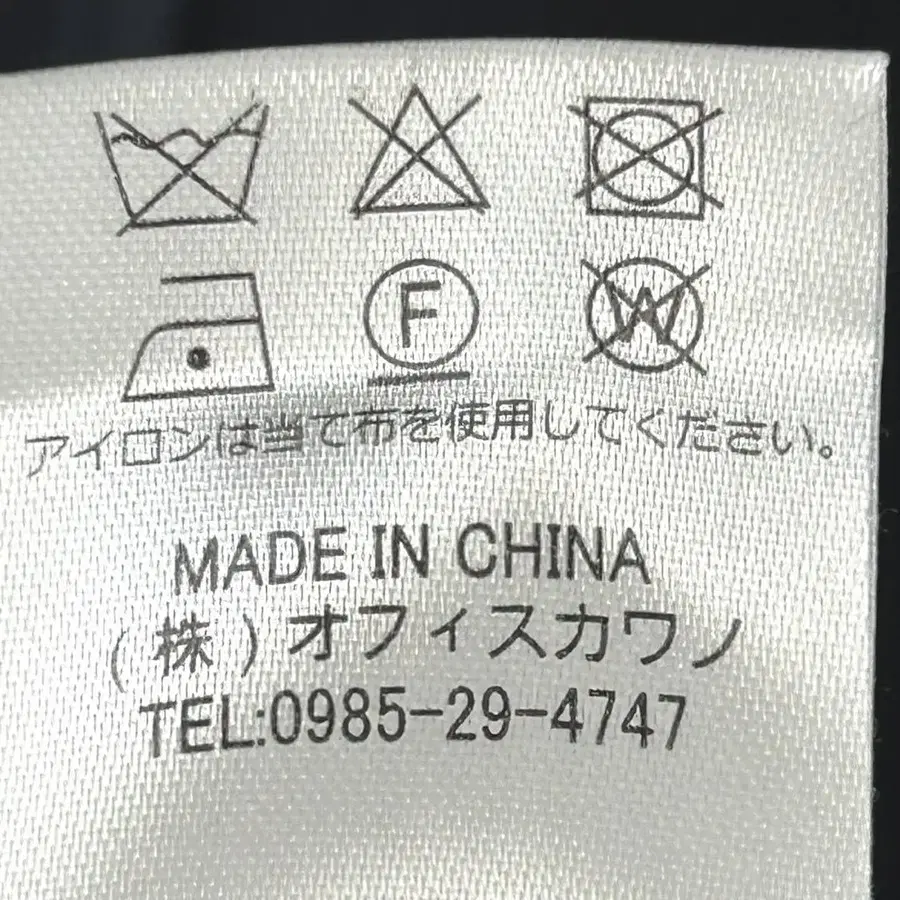 F W
アイロンは当て布を使用してください。
MADE IN CHINA
(株)オフィスカワノ
TEL:0985-29-4747